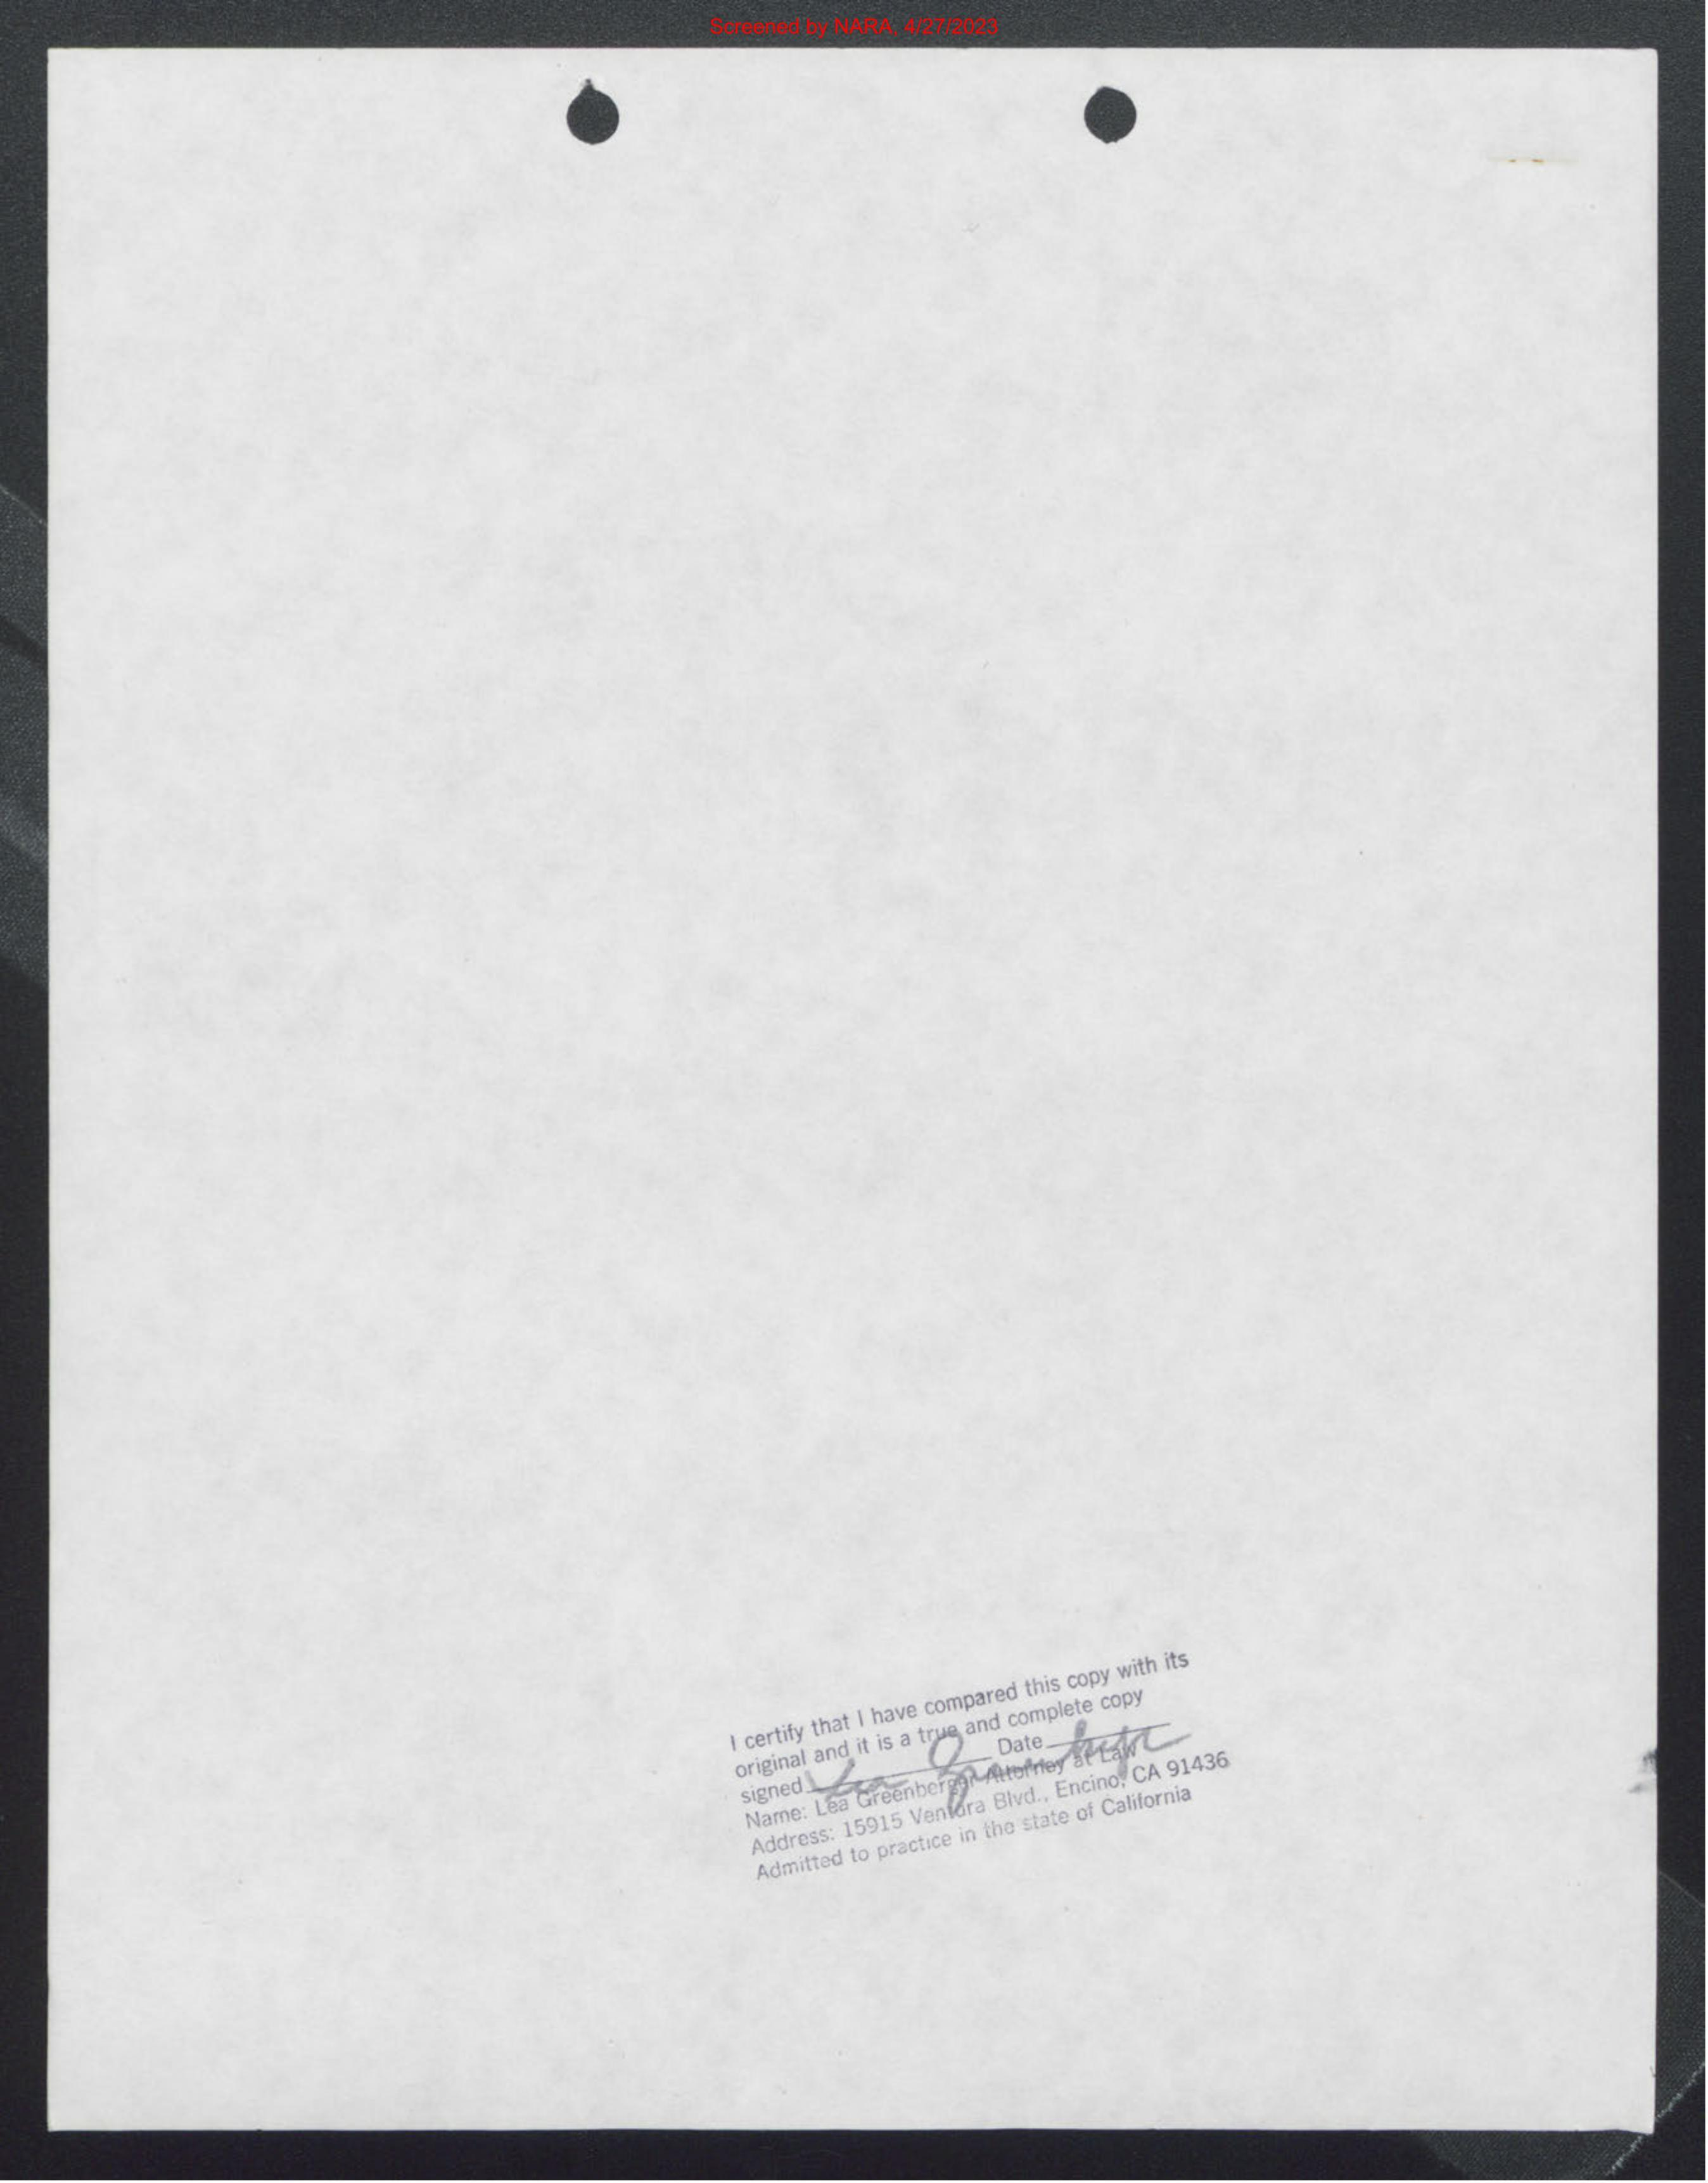 Screened by NARA, 4/27/2023
I certify that I have compared this copy with its
original and it is a true and complete copy
signed Lea Greenberger Date
Name: Lea Greenberger Attorney at Law
Address: 15915 Ventura Blvd., Encino, CA 91436
Admitted to practice in the state of California